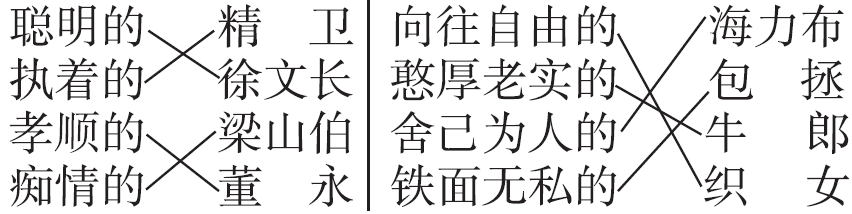 聪明的 精 卫
执着的 徐文长
孝顺的 梁山伯
痴情的 董 永
向往自由的 海力布
憨厚老实的 包 拯
舍己为人的 牛 郎
铁面无私的 织 女